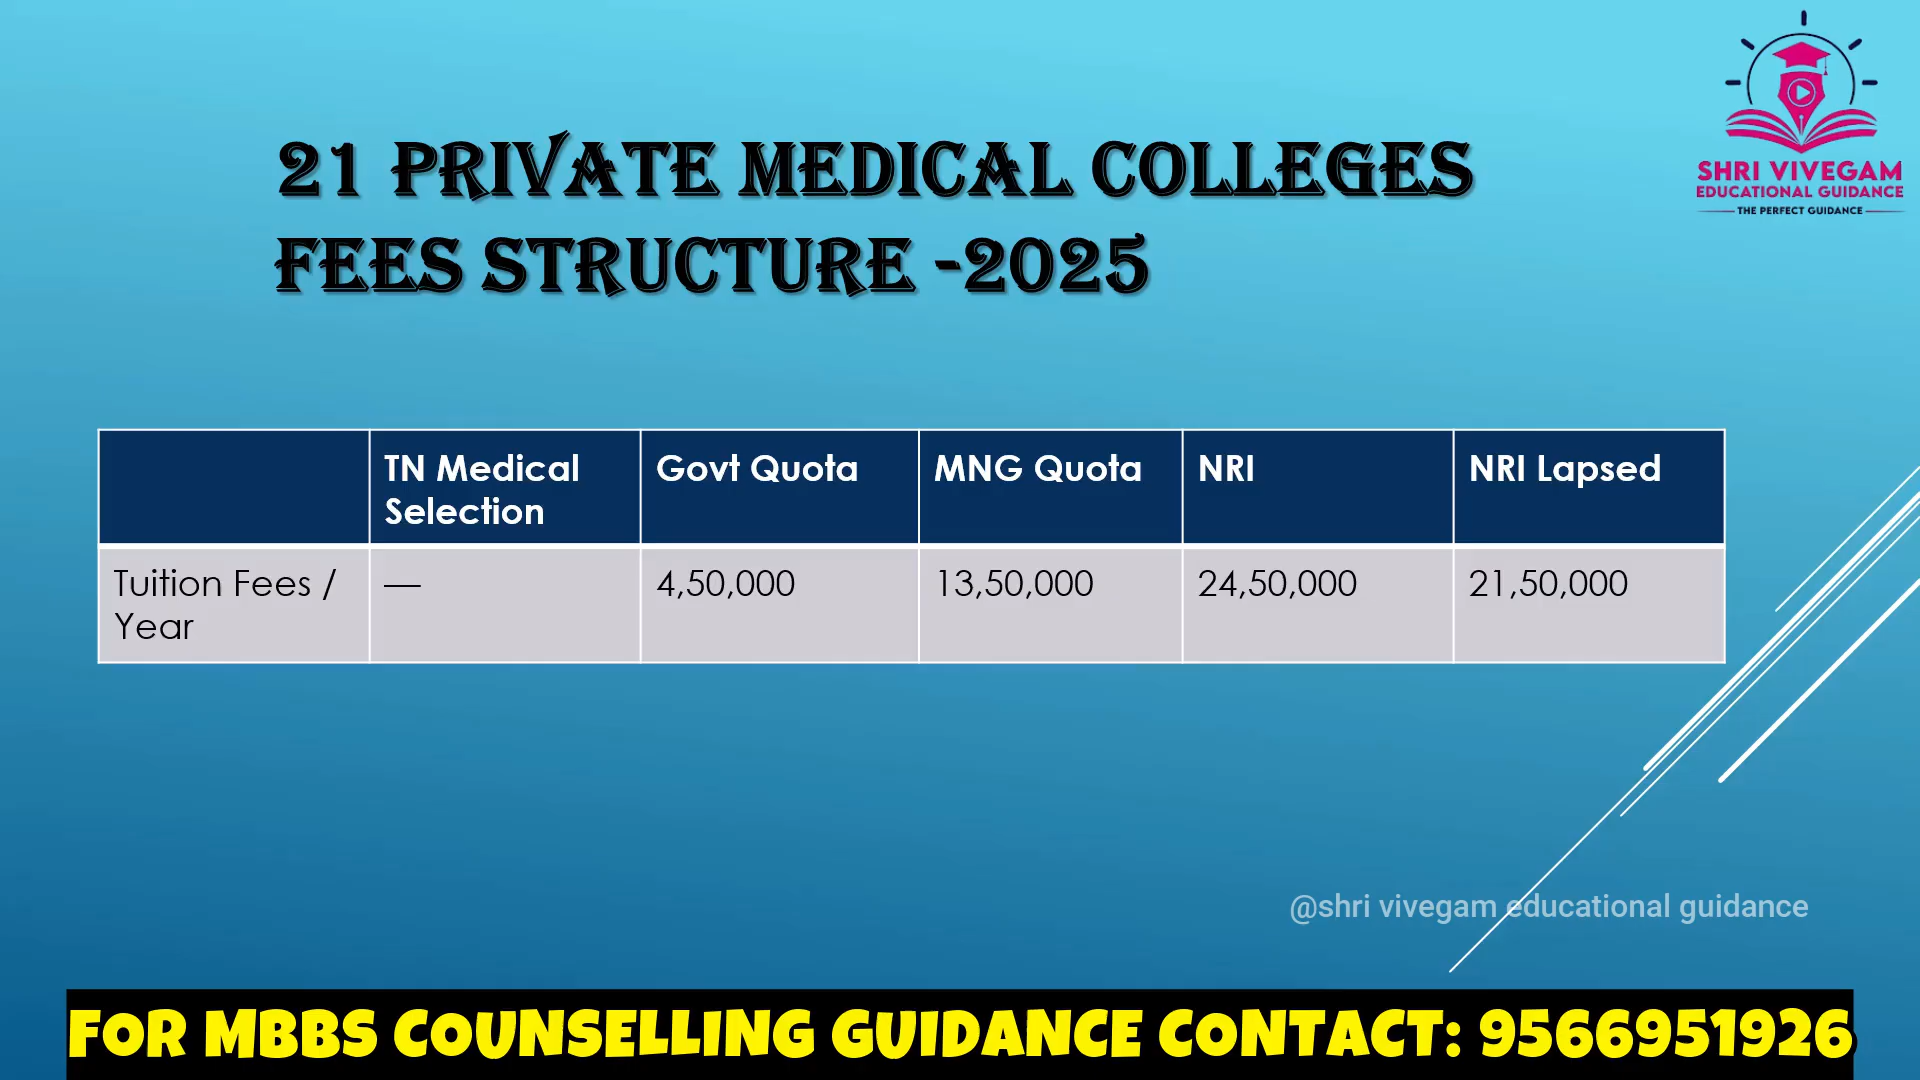 SHRI VIVEGAM
EDUCATIONAL GUIDANCE
THE PERFECT GUIDANCE
21 PRIVATE MEDICAL COLLEGES
FEES STRUCTURE -2025
TN Medical Selection Govt Quota MNG Quota NRI NRI Lapsed
Tuition Fees / Year — 4,50,000 13,50,000 24,50,000 21,50,000
@shri vivegam educational guidance
FOR MBBS COUNSELLING GUIDANCE CONTACT: 9566951926